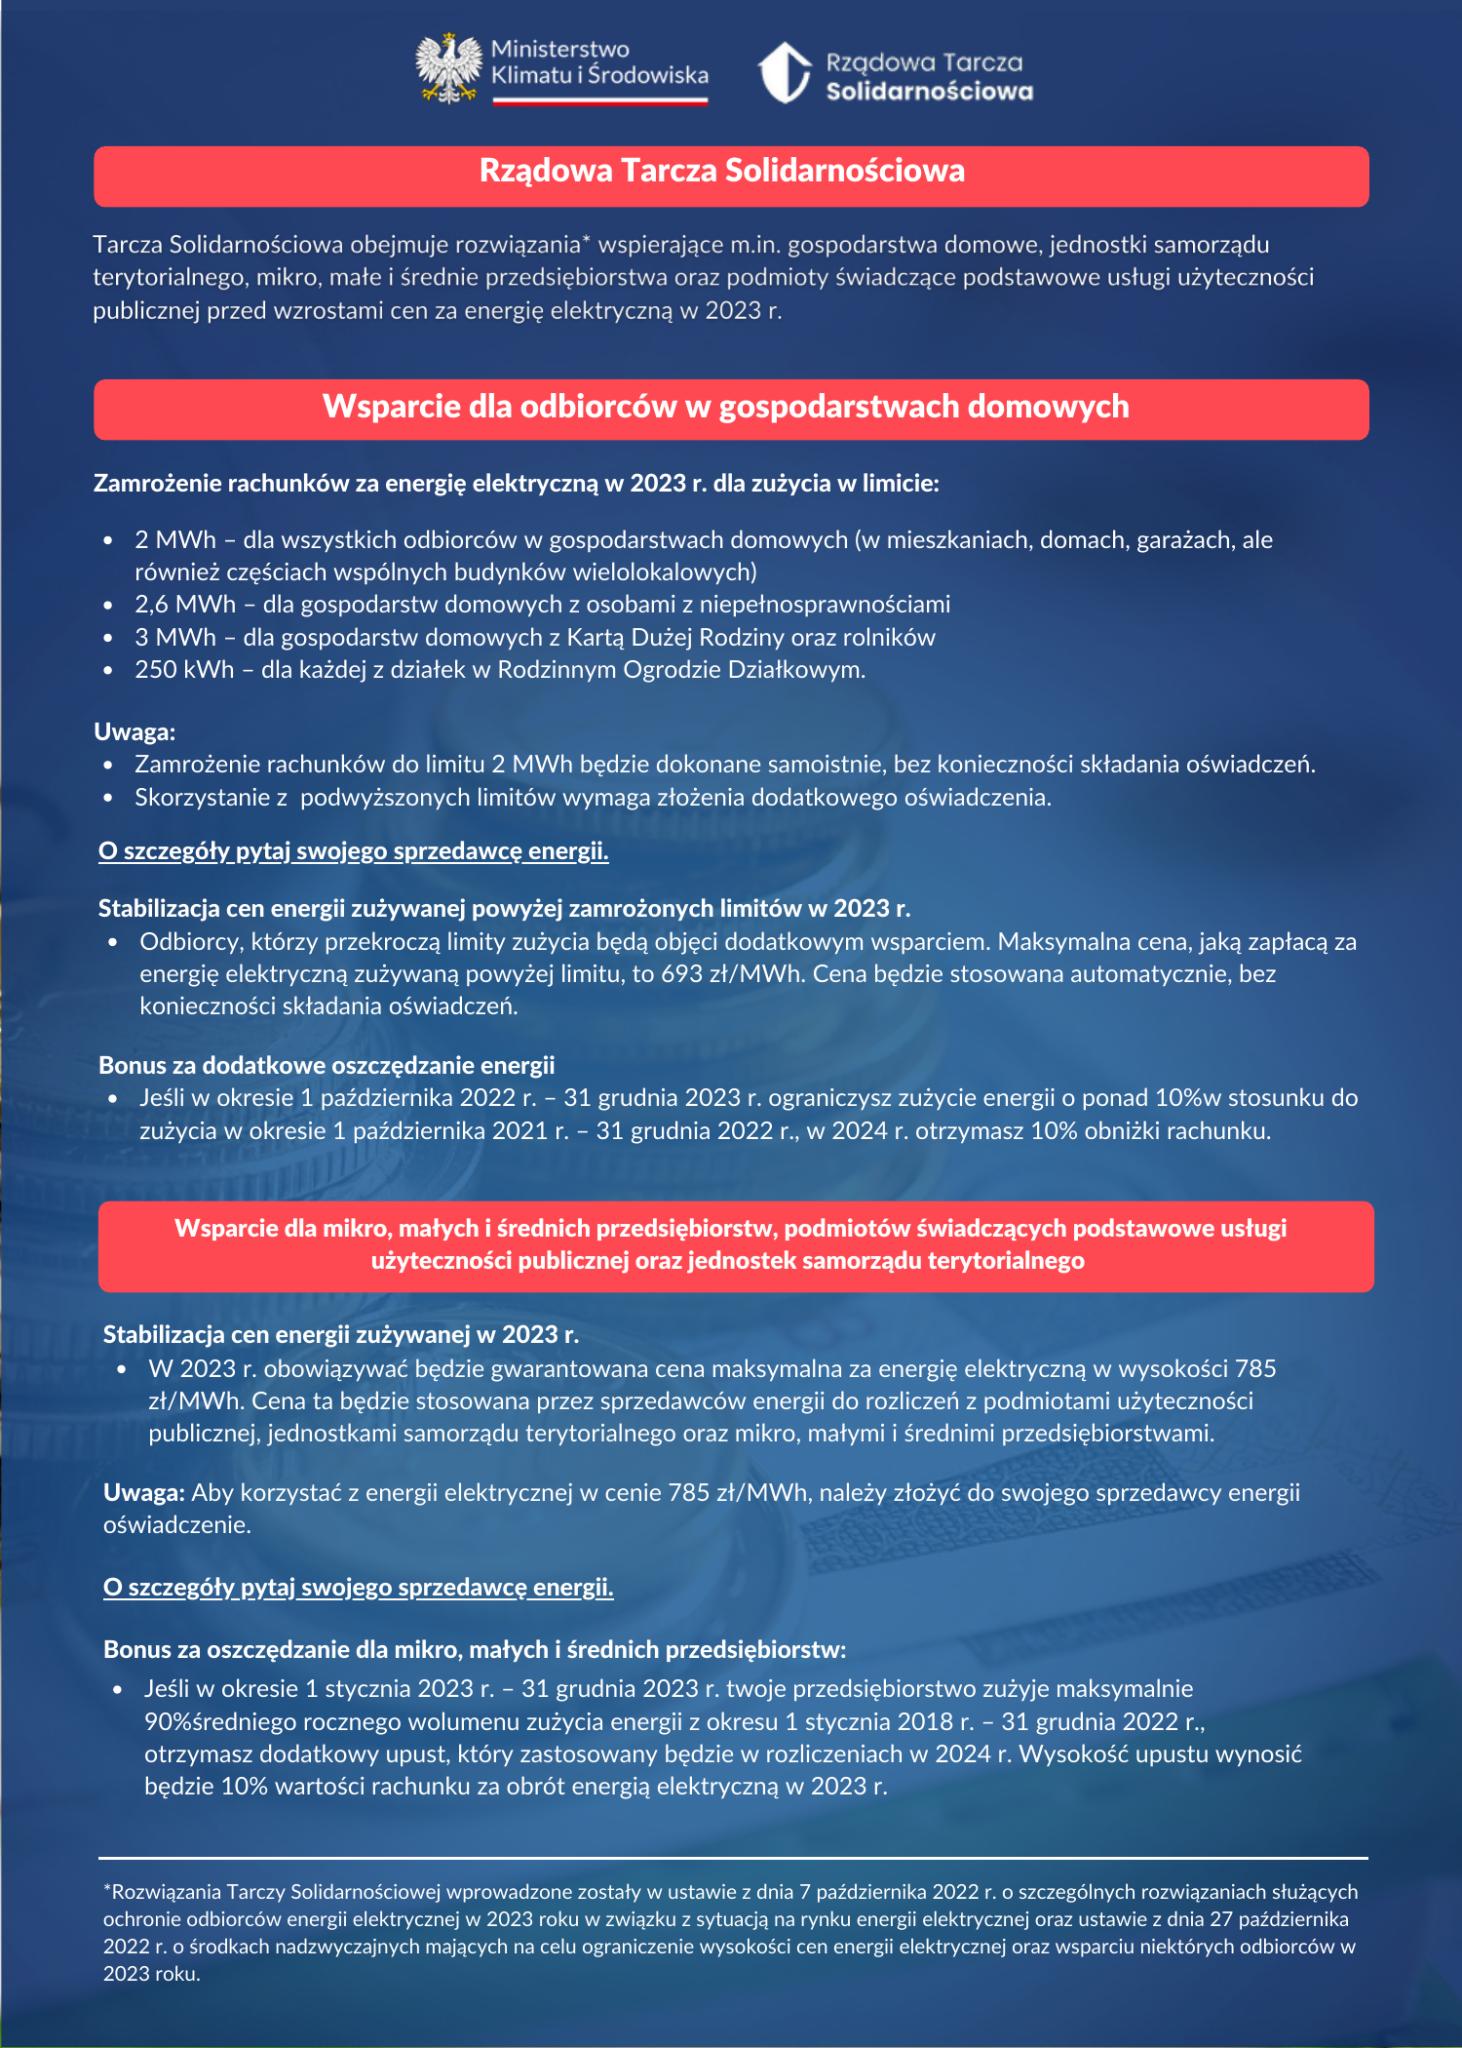 Ministerstwo
Klimatu i Środowiska
Rządowa Tarcza
Solidarnościowa
Rządowa Tarcza Solidarnościowa
Tarcza Solidarnościowa obejmuje rozwiązania* wspierające m.in. gospodarstwa domowe, jednostki samorządu
terytorialnego, mikro, małe i średnie przedsiębiorstwa oraz podmioty świadczące podstawowe usługi użyteczności
publicznej przed wzrostami cen za energię elektryczną w 2023 r.
Wsparcie dla odbiorców w gospodarstwach domowych
Zamrożenie rachunków za energię elektryczną w 2023 r. dla zużycia w limicie:
• 2 MWh – dla wszystkich odbiorców w gospodarstwach domowych (w mieszkaniach, domach, garażach, ale
również częściach wspólnych budynków wielolokalowych)
• 2,6 MWh – dla gospodarstw domowych z osobami z niepełnosprawnościami
• 3 MWh – dla gospodarstw domowych z Kartą Dużej Rodziny oraz rolników
• 250 kWh – dla każdej z działek w Rodzinnym Ogrodzie Działkowym.
Uwaga:
• Zamrożenie rachunków do limitu 2 MWh będzie dokonane samoistnie, bez konieczności składania oświadczeń.
• Skorzystanie z podwyższonych limitów wymaga złożenia dodatkowego oświadczenia.
O szczegóły pytaj swojego sprzedawcę energii.
Stabilizacja cen energii zużywanej powyżej zamrożonych limitów w 2023 r.
• Odbiorcy, którzy przekroczą limity zużycia będą objęci dodatkowym wsparciem. Maksymalna cena, jaką zapłacą za
energię elektryczną zużywaną powyżej limitu, to 693 zł/MWh. Cena będzie stosowana automatycznie, bez
konieczności składania oświadczeń.
Bonus za dodatkowe oszczędzanie energii
• Jeśli w okresie 1 października 2022 r. – 31 grudnia 2023 r. ograniczysz zużycie energii o ponad 10%w stosunku do
zużycia w okresie 1 października 2021 r. – 31 grudnia 2022 r., w 2024 r. otrzymasz 10% obniżki rachunku.
Wsparcie dla mikro, małych i średnich przedsiębiorstw, podmiotów świadczących podstawowe usługi
użyteczności publicznej oraz jednostek samorządu terytorialnego
Stabilizacja cen energii zużywanej w 2023 r.
• W 2023 r. obowiązywać będzie gwarantowana cena maksymalna za energię elektryczną w wysokości 785
zł/MWh. Cena ta będzie stosowana przez sprzedawców energii do rozliczeń z podmiotami użyteczności
publicznej, jednostkami samorządu terytorialnego oraz mikro, małymi i średnimi przedsiębiorstwami.
Uwaga: Aby korzystać z energii elektrycznej w cenie 785 zł/MWh, należy złożyć do swojego sprzedawcy energii
oświadczenie.
O szczegóły pytaj swojego sprzedawcę energii.
Bonus za oszczędzanie dla mikro, małych i średnich przedsiębiorstw:
• Jeśli w okresie 1 stycznia 2023 r. – 31 grudnia 2023 r. twoje przedsiębiorstwo zużyje maksymalnie
90%średniego rocznego wolumenu zużycia energii z okresu 1 stycznia 2018 r. – 31 grudnia 2022 r.,
otrzymasz dodatkowy upust, który zastosowany będzie w rozliczeniach w 2024 r. Wysokość upustu wynosić
będzie 10% wartości rachunku za obrót energią elektryczną w 2023 r.
*Rozwiązania Tarczy Solidarnościowej wprowadzone zostały w ustawie z dnia 7 października 2022 r. o szczególnych rozwiązaniach służących
ochronie odbiorców energii elektrycznej w 2023 roku w związku z sytuacją na rynku energii elektrycznej oraz ustawie z dnia 27 października
2022 r. o środkach nadzwyczajnych mających na celu ograniczenie wysokości cen energii elektrycznej oraz wsparciu niektórych odbiorców w
2023 roku.